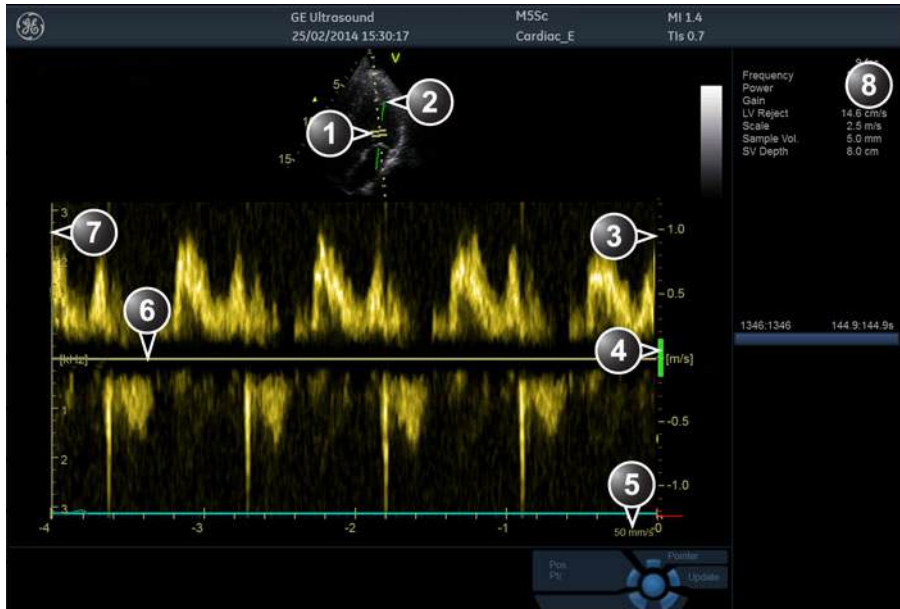 GE Ultrasound M5Sc MI 1.4
25/02/2014 15:30:17 Cardiac_E TIs 0.7
V
5-
15-
1
2
8
Frequency
Power
Gain
LV Reject 14.6 cm/s
Scale 2.5 m/s
Sample Vol. 5.0 mm
SV Depth 8.0 cm
3
7
3
1.0
2
6
0.5
1346:1346 144.9:144.9s
[kHz]
4
[m/s]
1
-0.5
2
5
-1.0
3
-4 -3 -2 -1 0
50 mm/s
Pos Pointer
Ptr Update